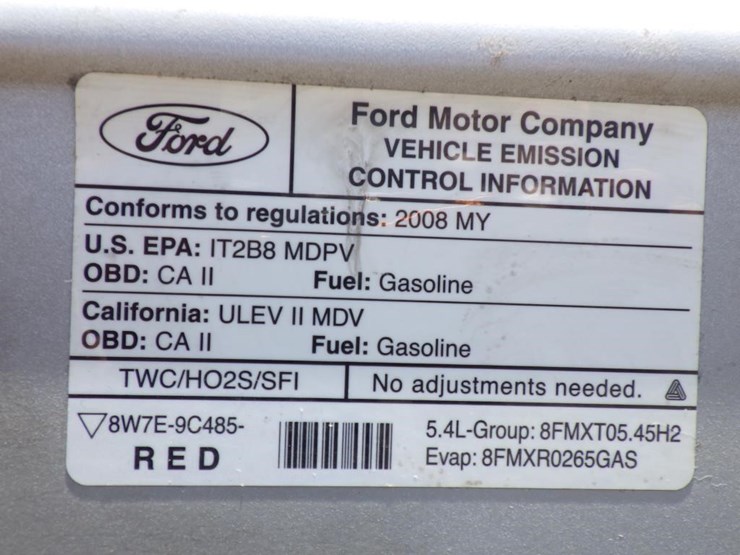 Ford
Ford Motor Company
VEHICLE EMISSION
CONTROL INFORMATION
Conforms to regulations: 2008 MY
U.S. EPA: IT2B8 MDPV
OBD: CA II Fuel: Gasoline
California: ULEV II MDV
OBD: CA II Fuel: Gasoline
TWC/HO2S/SFI No adjustments needed.
8W7E-9C485-
RED
5.4L-Group: 8FMXT05.45H2
Evap: 8FMXR0265GAS